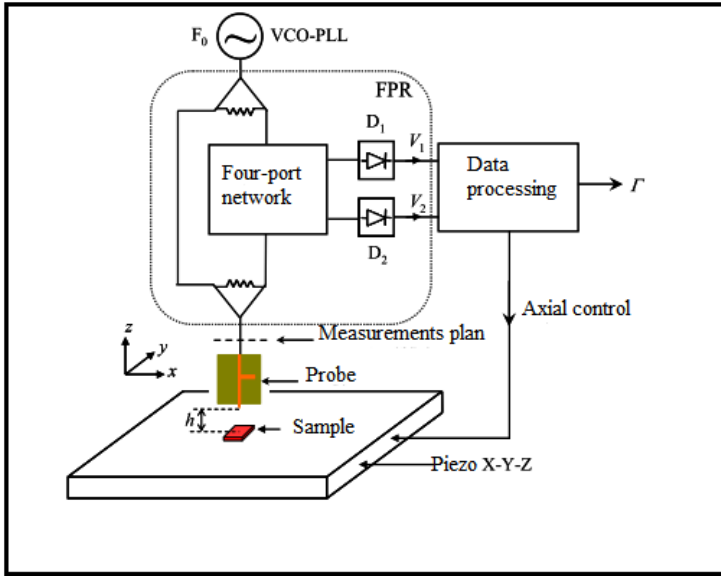 F₀ VCO-PLL
FPR
D₁
V₁
Four-port
network
Data
processing
Γ
V₂
D₂
Axial control
Measurements plan
z
y
x
Probe
h
Sample
Piezo X-Y-Z